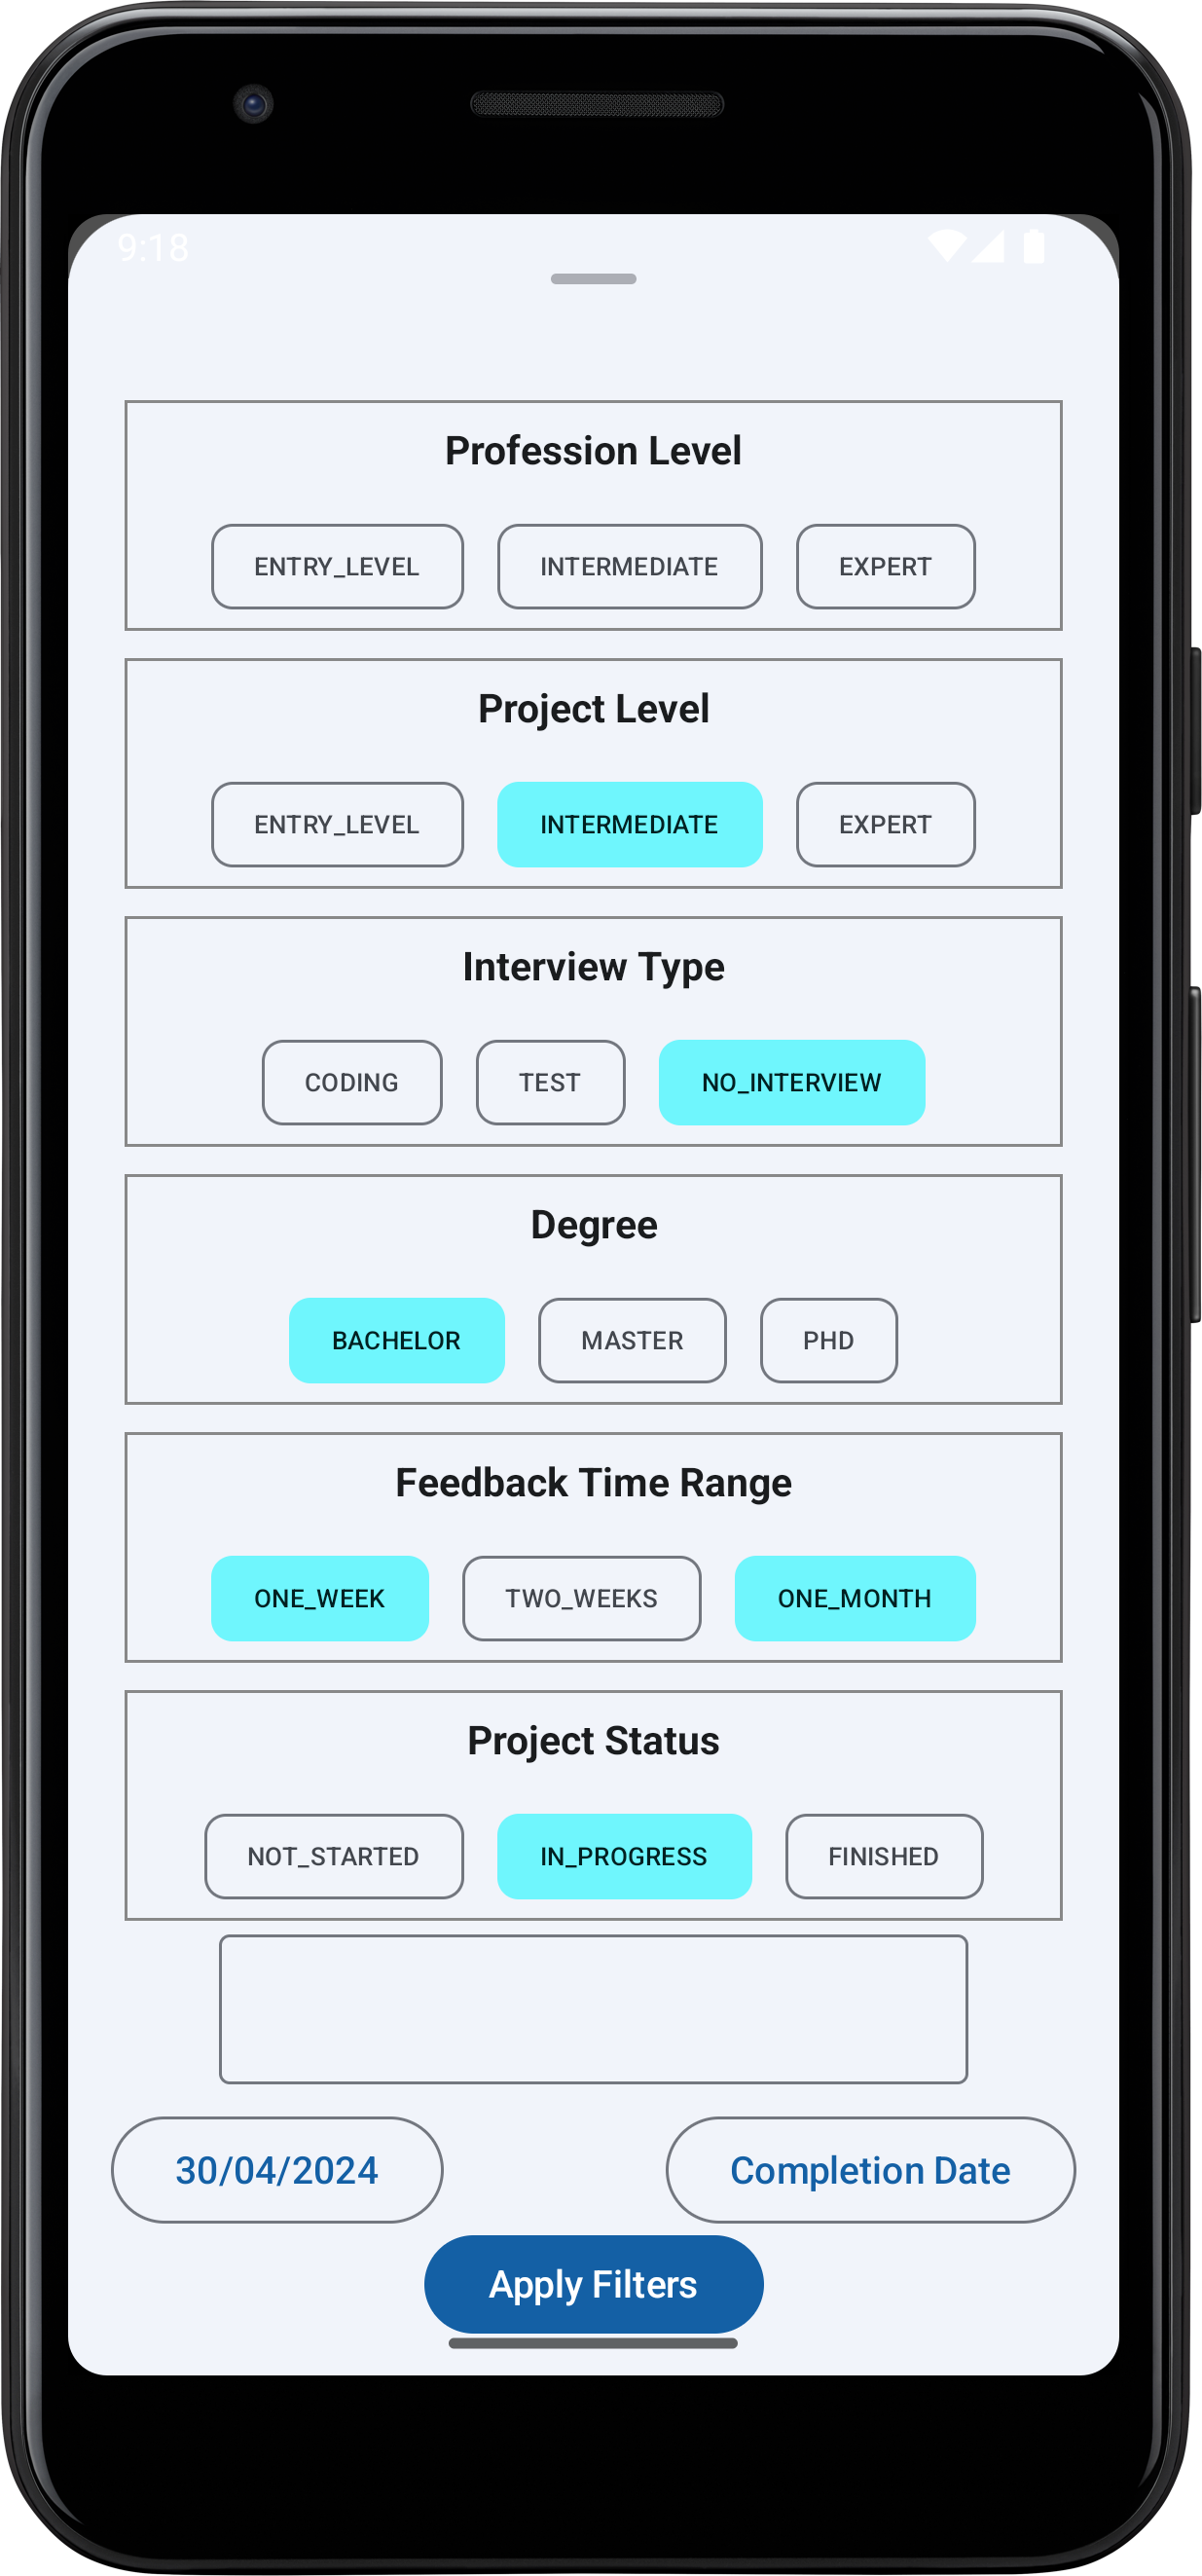 9:18
Profession Level
ENTRY_LEVEL INTERMEDIATE EXPERT
Project Level
ENTRY_LEVEL INTERMEDIATE EXPERT
Interview Type
CODING TEST NO_INTERVIEW
Degree
BACHELOR MASTER PHD
Feedback Time Range
ONE_WEEK TWO_WEEKS ONE_MONTH
Project Status
NOT_STARTED IN_PROGRESS FINISHED
30/04/2024 Completion Date
Apply Filters